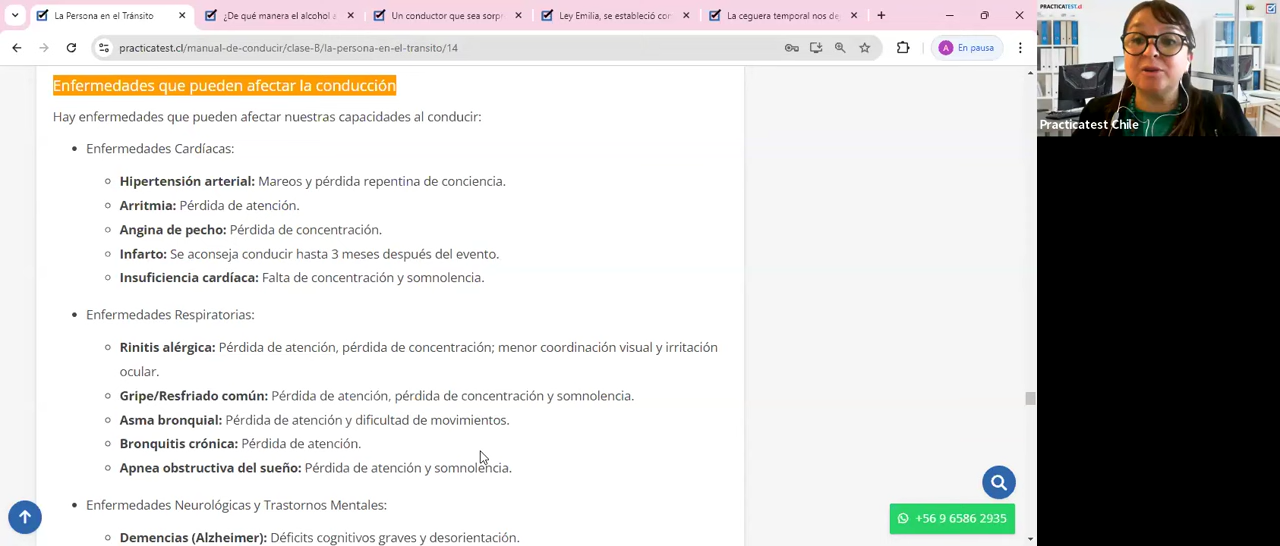 La Persona en el Tránsito
¿De qué manera el alcohol a
Un conductor que sea sorpr
Ley Emilia, se estableció con
La ceguera temporal nos de
practicatest.cl/manual-de-conducir/clase-B/la-persona-en-el-transito/14
A
En pausa
PRACTICATEST.cl
Practicatest Chile
Enfermedades que pueden afectar la conducción
Hay enfermedades que pueden afectar nuestras capacidades al conducir:
• Enfermedades Cardíacas:
Hipertensión arterial: Mareos y pérdida repentina de conciencia.
Arritmia: Pérdida de atención.
Angina de pecho: Pérdida de concentración.
Infarto: Se aconseja conducir hasta 3 meses después del evento.
Insuficiencia cardíaca: Falta de concentración y somnolencia.
• Enfermedades Respiratorias:
Rinitis alérgica: Pérdida de atención, pérdida de concentración; menor coordinación visual y irritación
ocular.
Gripe/Resfriado común: Pérdida de atención, pérdida de concentración y somnolencia.
Asma bronquial: Pérdida de atención y dificultad de movimientos.
Bronquitis crónica: Pérdida de atención.
Apnea obstructiva del sueño: Pérdida de atención y somnolencia.
• Enfermedades Neurológicas y Trastornos Mentales:
Demencias (Alzheimer): Déficits cognitivos graves y desorientación.
+56 9 6586 2935